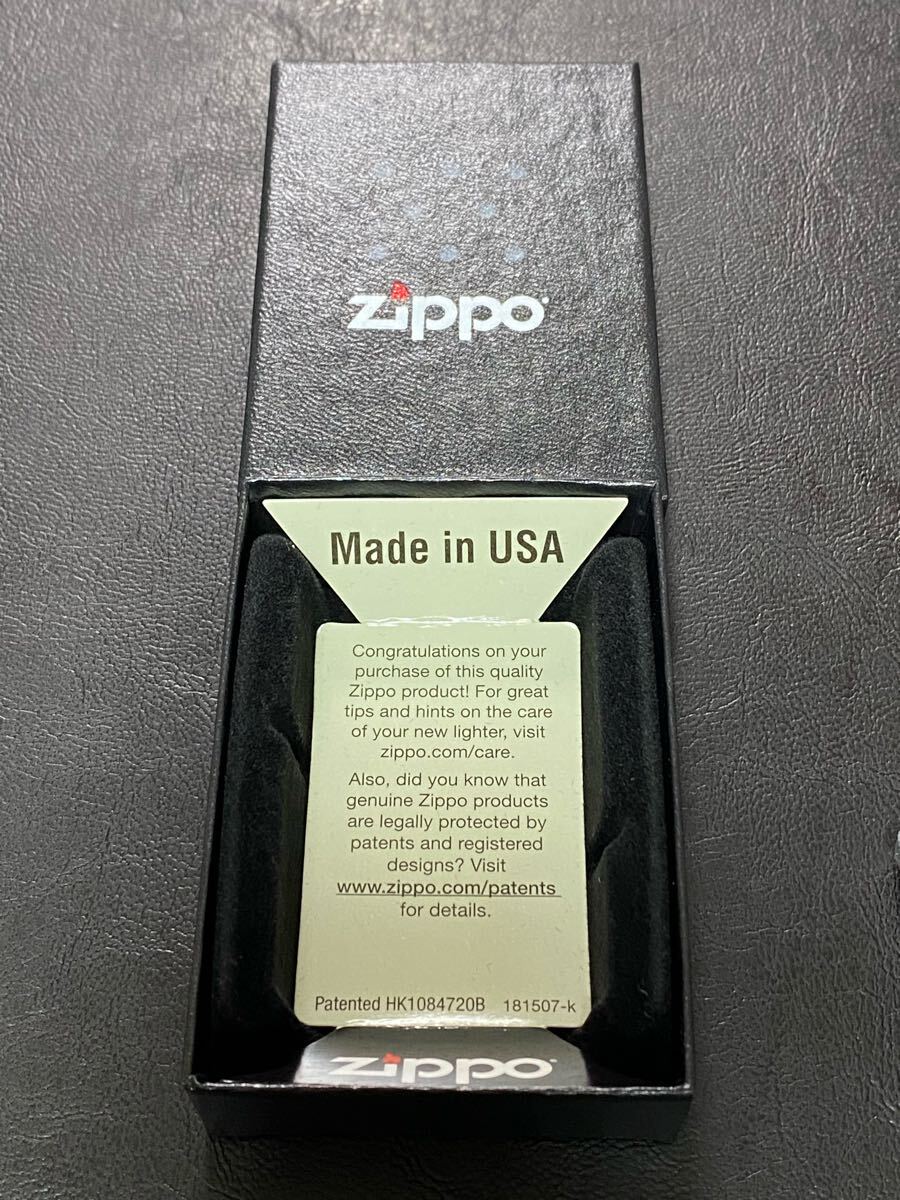 zippo
Made in USA
Congratulations on your
purchase of this quality
Zippo product! For great
tips and hints on the care
of your new lighter, visit
zippo.com/care.
Also, did you know that
genuine Zippo products
are legally protected by
patents and registered
designs? Visit
www.zippo.com/patents
for details.
Patented HK1084720B 181507-k
zippo